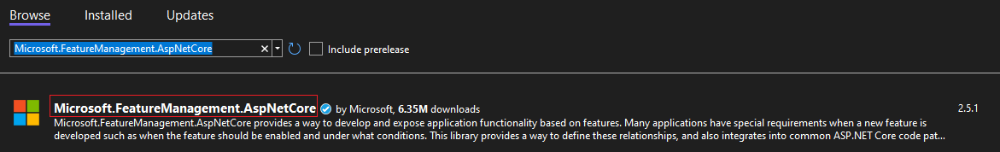 Browse Installed Updates
Microsoft.FeatureManagement.AspNetCore Include prerelease
Microsoft.FeatureManagement.AspNetCore by Microsoft, 6.35M downloads 2.5.1
Microsoft.FeatureManagement.AspNetCore provides a way to develop and expose application functionality based on features. Many applications have special requirements when a new feature is
developed such as when the feature should be enabled and under what conditions. This library provides a way to define these relationships, and also integrates into common ASP.NET Core code pat...